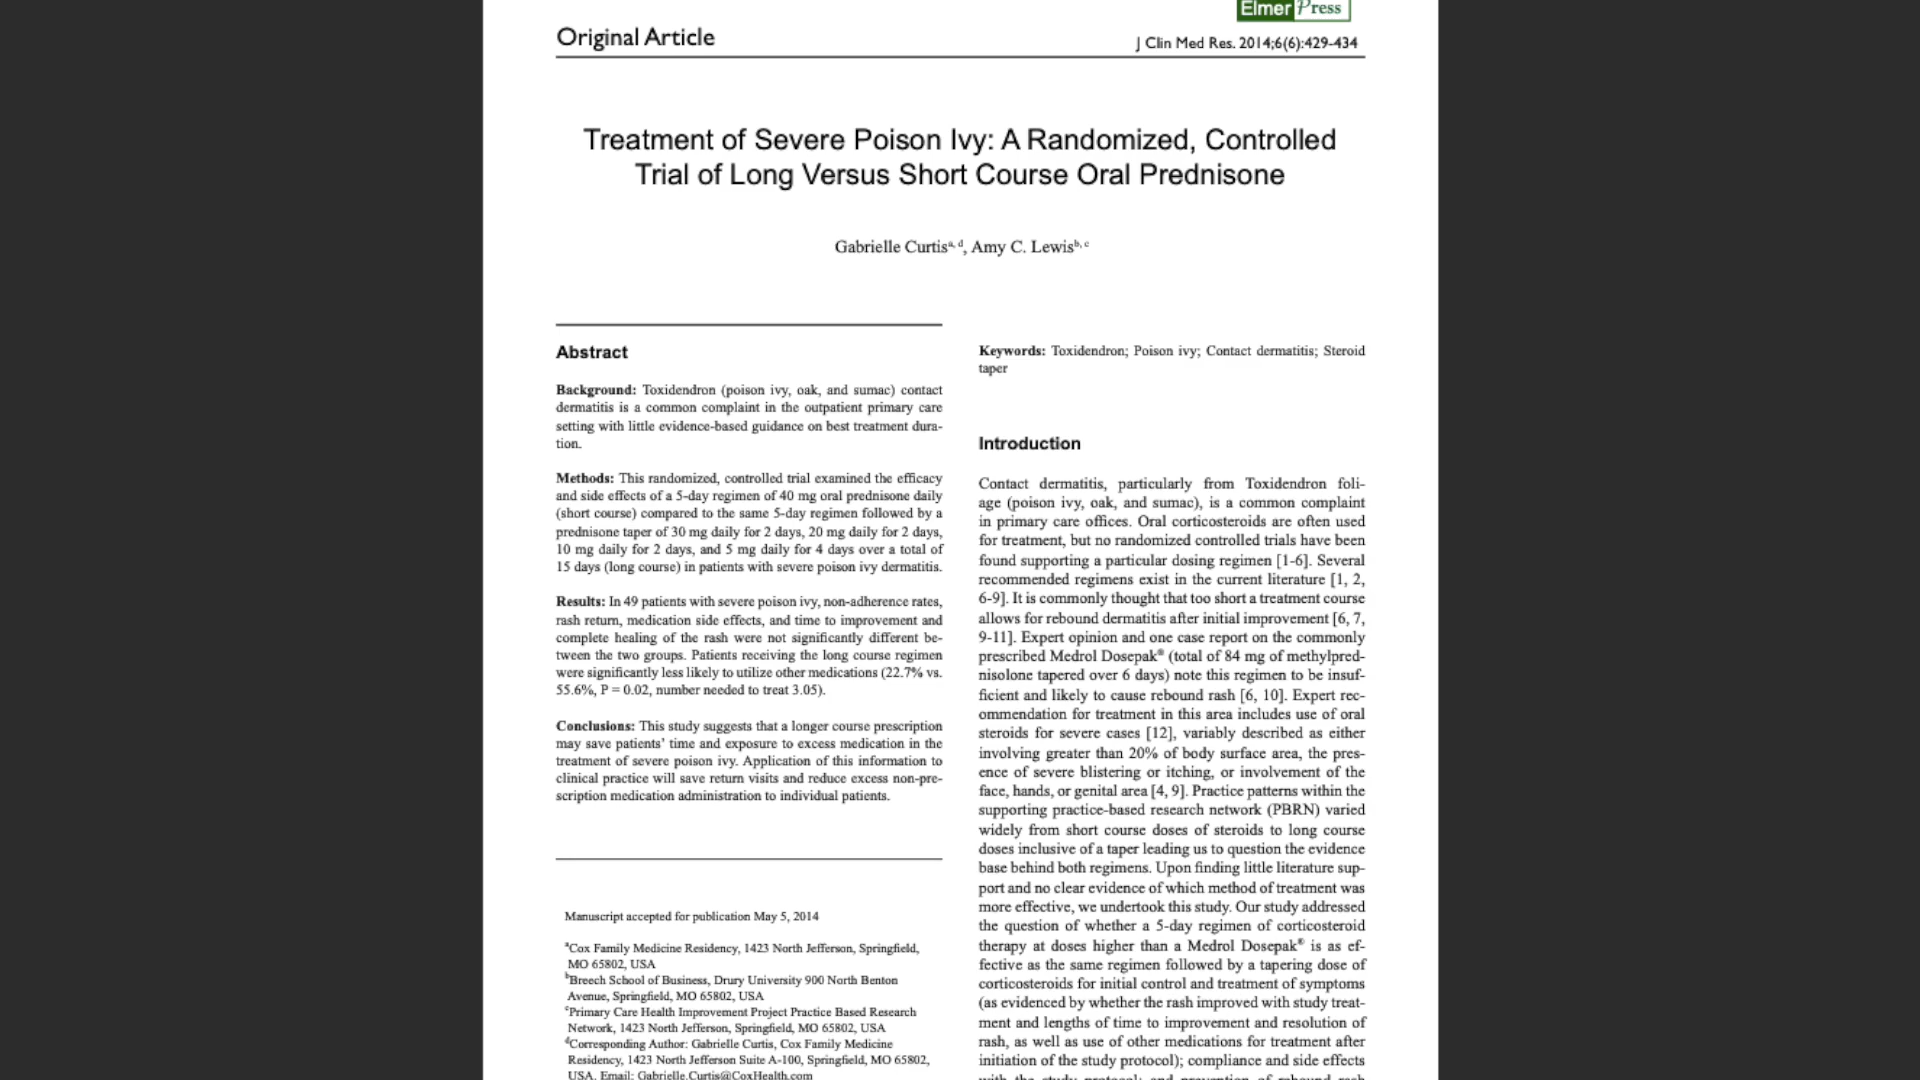 Elmer Press
Original Article
J Clin Med Res. 2014;6(6):429-434
Treatment of Severe Poison Ivy: A Randomized, Controlled
Trial of Long Versus Short Course Oral Prednisone
Gabrielle Curtisa, d, Amy C. Lewisb, c
Abstract
Background: Toxidendron (poison ivy, oak, and sumac) contact
dermatitis is a common complaint in the outpatient primary care
setting with little evidence-based guidance on best treatment dura-
tion.
Methods: This randomized, controlled trial examined the efficacy
and side effects of a 5-day regimen of 40 mg oral prednisone daily
(short course) compared to the same 5-day regimen followed by a
prednisone taper of 30 mg daily for 2 days, 20 mg daily for 2 days,
10 mg daily for 2 days, and 5 mg daily for 4 days over a total of
15 days (long course) in patients with severe poison ivy dermatitis.
Results: In 49 patients with severe poison ivy, non-adherence rates,
rash return, medication side effects, and time to improvement and
complete healing of the rash were not significantly different be-
tween the two groups. Patients receiving the long course regimen
were significantly less likely to utilize other medications (22.7% vs.
55.6%, P = 0.02, number needed to treat 3.05).
Conclusions: This study suggests that a longer course prescription
may save patients' time and exposure to excess medication in the
treatment of severe poison ivy. Application of this information to
clinical practice will save return visits and reduce excess non-pre-
scription medication administration to individual patients.
Manuscript accepted for publication May 5, 2014
aCox Family Medicine Residency, 1423 North Jefferson, Springfield,
MO 65802, USA
bBreech School of Business, Drury University 900 North Benton
Avenue, Springfield, MO 65802, USA
cPrimary Care Health Improvement Project Practice Based Research
Network, 1423 North Jefferson, Springfield, MO 65802, USA
dCorresponding Author: Gabrielle Curtis, Cox Family Medicine
Residency, 1423 North Jefferson Suite A-100, Springfield, MO 65802,
USA. Email: Gabrielle.Curtis@CoxHealth.com
Keywords: Toxidendron; Poison ivy; Contact dermatitis; Steroid
taper
Introduction
Contact dermatitis, particularly from Toxidendron foli-
age (poison ivy, oak, and sumac), is a common complaint
in primary care offices. Oral corticosteroids are often used
for treatment, but no randomized controlled trials have been
found supporting a particular dosing regimen [1-6]. Several
recommended regimens exist in the current literature [1, 2,
6-9]. It is commonly thought that too short a treatment course
allows for rebound dermatitis after initial improvement [6, 7,
9-11]. Expert opinion and one case report on the commonly
prescribed Medrol Dosepak® (total of 84 mg of methylpred-
nisolone tapered over 6 days) note this regimen to be insuf-
ficient and likely to cause rebound rash [6, 10]. Expert rec-
ommendation for treatment in this area includes use of oral
steroids for severe cases [12], variably described as either
involving greater than 20% of body surface area, the pres-
ence of severe blistering or itching, or involvement of the
face, hands, or genital area [4, 9]. Practice patterns within the
supporting practice-based research network (PBRN) varied
widely from short course doses of steroids to long course
doses inclusive of a taper leading us to question the evidence
base behind both regimens. Upon finding little literature sup-
port and no clear evidence of which method of treatment was
more effective, we undertook this study. Our study addressed
the question of whether a 5-day regimen of corticosteroid
therapy at doses higher than a Medrol Dosepak® is as ef-
fective as the same regimen followed by a tapering dose of
corticosteroids for initial control and treatment of symptoms
(as evidenced by whether the rash improved with study treat-
ment and lengths of time to improvement and resolution of
rash, as well as use of other medications for treatment after
initiation of the study protocol); compliance and side effects
with the study protocol; and prevention of rebound rash